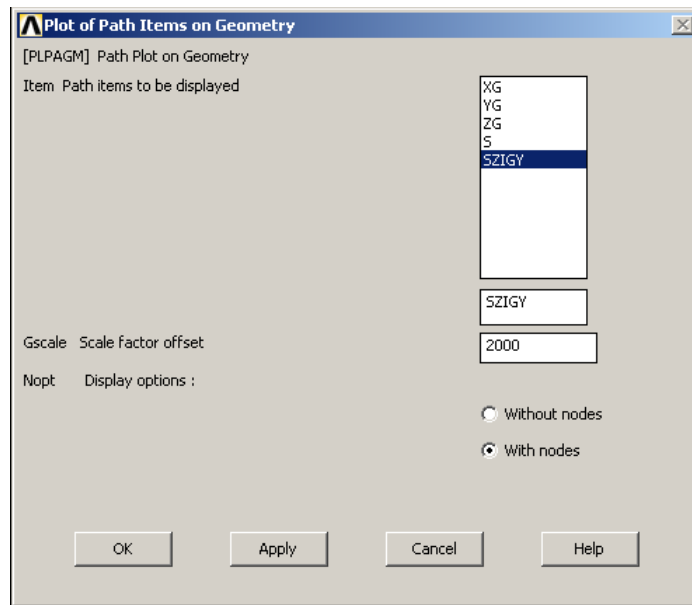 Plot of Path Items on Geometry
[PLPAGM] Path Plot on Geometry
Item Path items to be displayed
XG
YG
ZG
S
SZIGY
SZIGY
Gscale Scale factor offset
2000
Nopt Display options :
Without nodes
With nodes
OK Apply Cancel Help